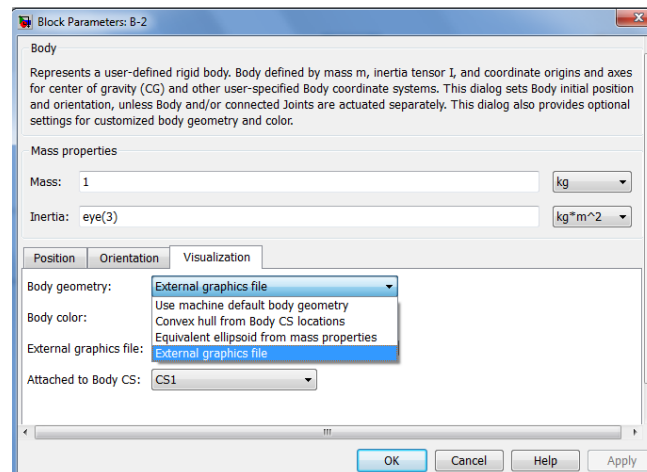 Block Parameters: B-2
Body
Represents a user-defined rigid body. Body defined by mass m, inertia tensor I, and coordinate origins and axes
for center of gravity (CG) and other user-specified Body coordinate systems. This dialog sets Body initial position
and orientation, unless Body and/or connected Joints are actuated separately. This dialog also provides optional
settings for customized body geometry and color.
Mass properties
Mass: 1 kg
Inertia: eye(3) kg*m^2
Position Orientation Visualization
Body geometry: External graphics file
Use machine default body geometry
Body color: Convex hull from Body CS locations
Equivalent ellipsoid from mass properties
External graphics file: External graphics file
Attached to Body CS: CS1
OK Cancel Help Apply